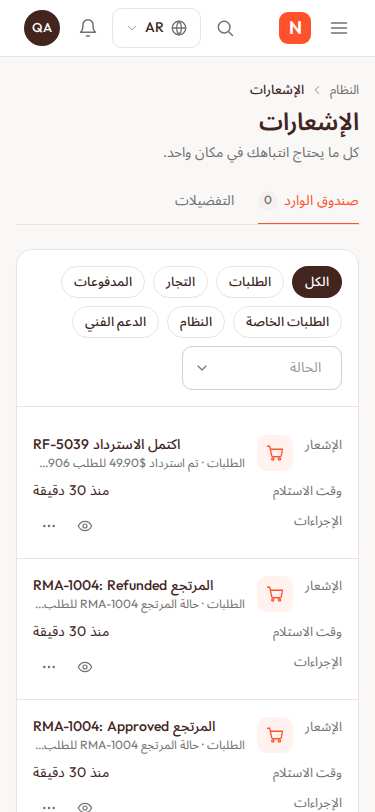 N
AR
QA
النظام
الإشعارات
الإشعارات
كل ما يحتاج انتباهك في مكان واحد.
صندوق الوارد 0
التفضيلات
الكل
الطلبات
التجار
المدفوعات
الطلبات الخاصة
النظام
الدعم الفني
الحالة
الإشعار
اكتمل الاسترداد RF-5039
الطلبات · تم استرداد $49.90 للطلب 906...
وقت الاستلام
منذ 30 دقيقة
الإجراءات
الإشعار
المرتجع RMA-1004: Refunded
الطلبات · حالة المرتجع RMA-1004 للطلب...
وقت الاستلام
منذ 30 دقيقة
الإجراءات
الإشعار
المرتجع RMA-1004: Approved
الطلبات · حالة المرتجع RMA-1004 للطلب...
وقت الاستلام
منذ 30 دقيقة
الإجراءات